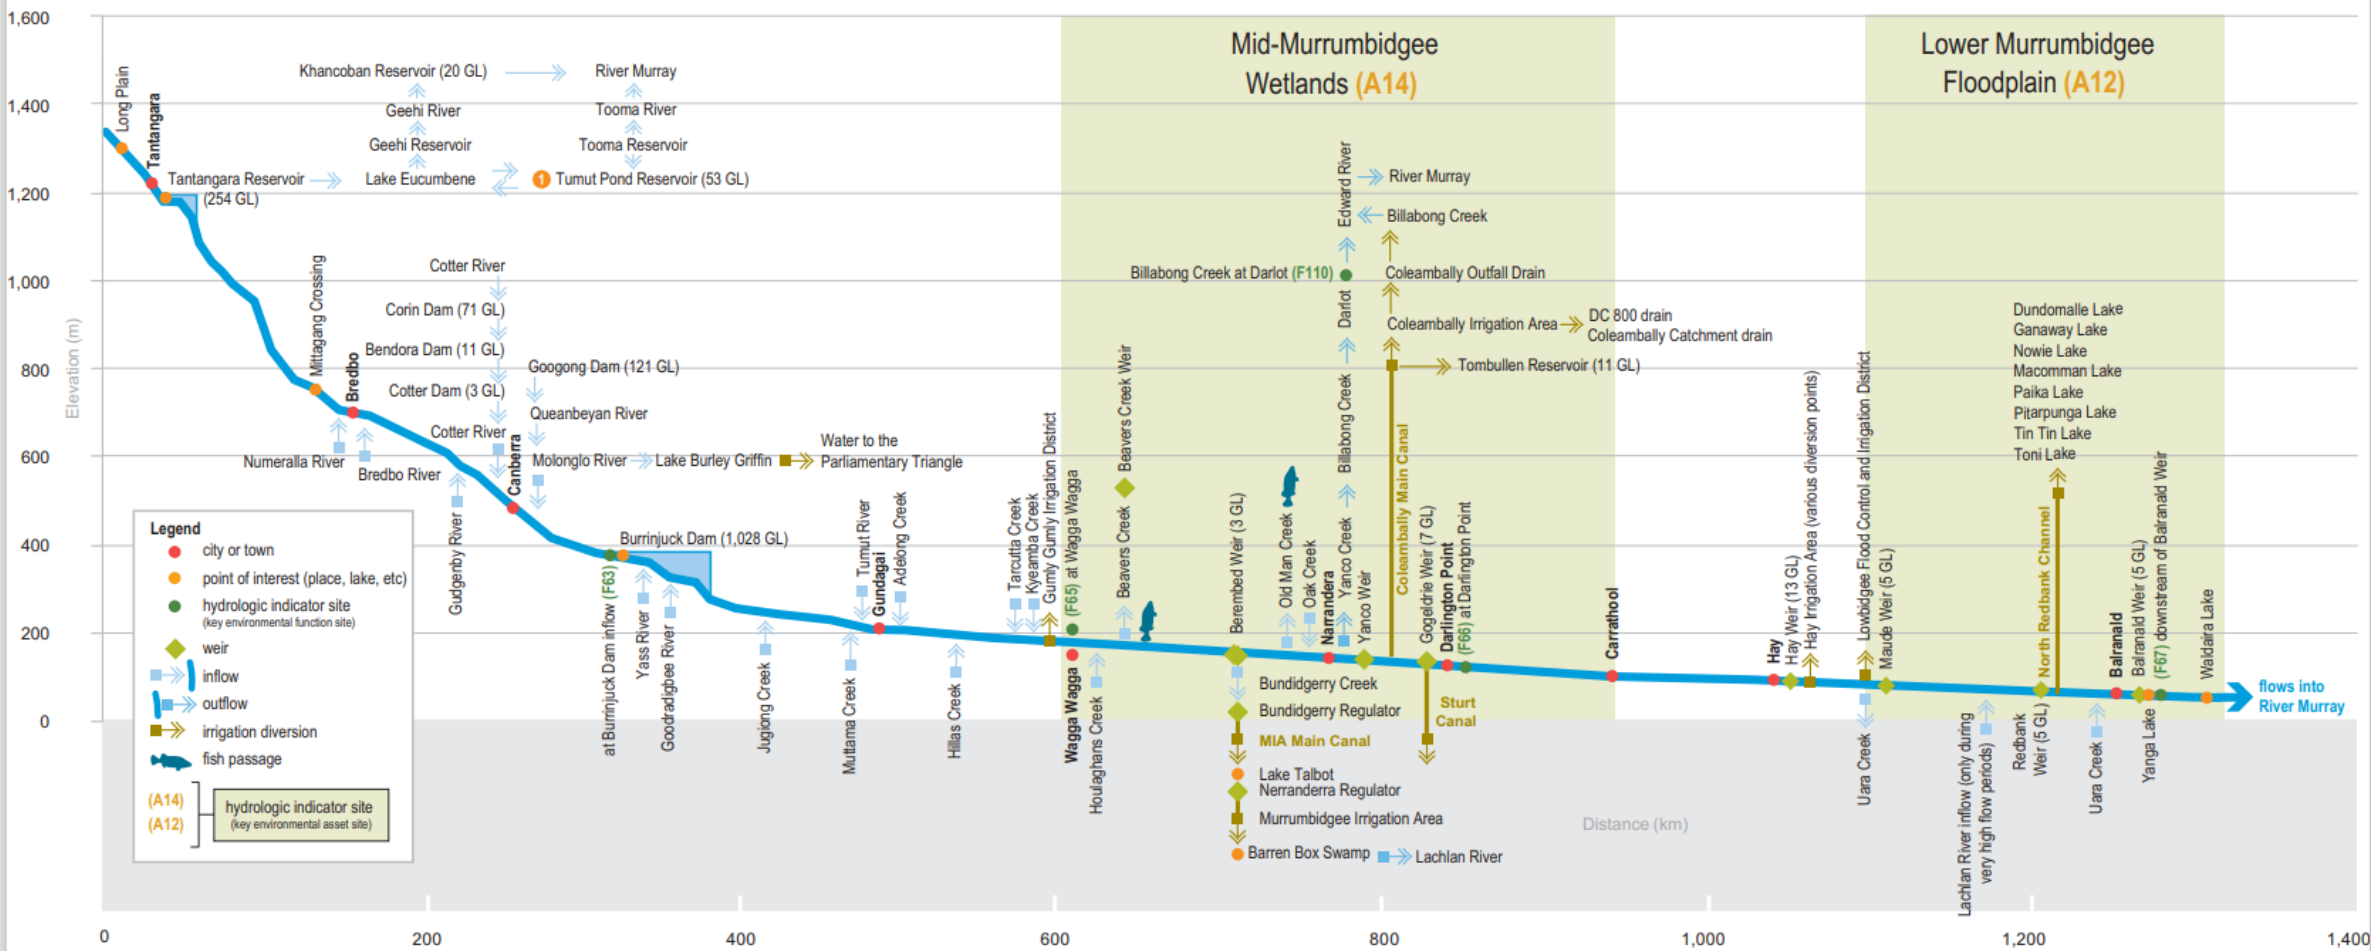 1,600
1,400
1,200
1,000
800
600
400
200
0
Elevation (m)
Mid-Murrumbidgee
Wetlands (A14)
Lower Murrumbidgee
Floodplain (A12)
Long Plain
Tantangara
Tantangara Reservoir
(254 GL)
Khancoban Reservoir (20 GL)
River Murray
Geehi River
Tooma River
Geehi Reservoir
Tooma Reservoir
Lake Eucumbene
1 Tumut Pond Reservoir (53 GL)
Mittagang Crossing
Bredbo
Numeralla River
Bredbo River
Cotter River
Corin Dam (71 GL)
Bendora Dam (11 GL)
Cotter Dam (3 GL)
Cotter River
Gudgenby River
Canberra
Googong Dam (121 GL)
Queanbeyan River
Molonglo River
Lake Burley Griffin
Water to the
Parliamentary Triangle
Burrinjuck Dam (1,028 GL)
at Burrinjuck Dam inflow (F63)
Yass River
Goodradigbee River
Jugiong Creek
Muttama Creek
Tumut River
Gundagai
Adelong Creek
Hillas Creek
Tarcutta Creek
Kyeamba Creek
Gumly Gumly Irrigation District
(F65) at Wagga Wagga
Wagga Wagga
Houlaghans Creek
Beavers Creek
Beavers Creek Weir
Berembed Weir (3 GL)
Bundidgerry Creek
Bundidgerry Regulator
MIA Main Canal
Lake Talbot
Nerranderra Regulator
Murrumbidgee Irrigation Area
Barren Box Swamp
Lachlan River
Old Man Creek
Oak Creek
Narrandera
Yanco Creek
Billabong Creek
Darlot
Billabong Creek at Darlot (F110)
Edward River
River Murray
Billabong Creek
Yanco Weir
Coleambally Main Canal
Coleambally Outfall Drain
Coleambally Irrigation Area
DC 800 drain
Coleambally Catchment drain
Tombullen Reservoir (11 GL)
Gogeldrie Weir (7 GL)
Sturt
Canal
Darlington Point
(F66) at Darlington Point
Carrathool
Hay
Hay Weir (13 GL)
Hay Irrigation Area (various diversion points)
Lowbidgee Flood Control and Irrigation District
Uara Creek
Maude Weir (5 GL)
Lachlan River inflow (only during
very high flow periods)
Redbank
Weir (5 GL)
North Redbank Channel
Dundomalle Lake
Ganaway Lake
Nowie Lake
Macomman Lake
Paika Lake
Pitarpunga Lake
Tin Tin Lake
Toni Lake
Uara Creek
Balranald
Balranald Weir (5 GL)
Yanga Lake
(F67) downstream of Balranald Weir
Waldaira Lake
flows into
River Murray
Legend
city or town
point of interest (place, lake, etc)
hydrologic indicator site
(key environmental function site)
weir
inflow
outflow
irrigation diversion
fish passage
(A14)
(A12)
hydrologic indicator site
(key environmental asset site)
Distance (km)
0
200
400
600
800
1,000
1,200
1,400